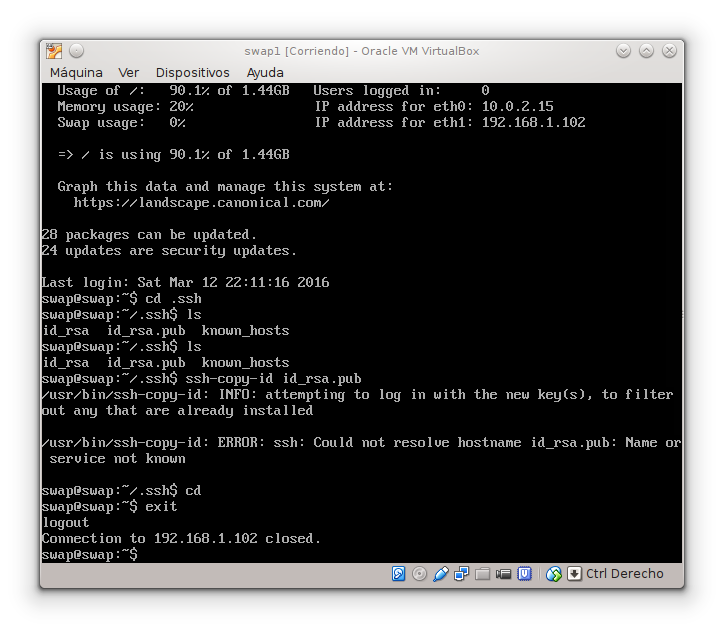 swap1 [Corriendo] - Oracle VM VirtualBox
Máquina Ver Dispositivos Ayuda
Usage of /: 90.1% of 1.44GB Users logged in: 0
Memory usage: 20% IP address for eth0: 10.0.2.15
Swap usage: 0% IP address for eth1: 192.168.1.102
=> / is using 90.1% of 1.44GB
Graph this data and manage this system at:
https://landscape.canonical.com/
28 packages can be updated.
24 updates are security updates.
Last login: Sat Mar 12 22:11:16 2016
swap@swap:~$ cd .ssh
swap@swap:~/.ssh$ ls
id_rsa id_rsa.pub known_hosts
swap@swap:~/.ssh$ ls
id_rsa id_rsa.pub known_hosts
swap@swap:~/.ssh$ ssh-copy-id id_rsa.pub
/usr/bin/ssh-copy-id: INFO: attempting to log in with the new key(s), to filter
out any that are already installed
/usr/bin/ssh-copy-id: ERROR: ssh: Could not resolve hostname id_rsa.pub: Name or
service not known
swap@swap:~/.ssh$ cd
swap@swap:~$ exit
logout
Connection to 192.168.1.102 closed.
swap@swap:~$
Ctrl Derecho